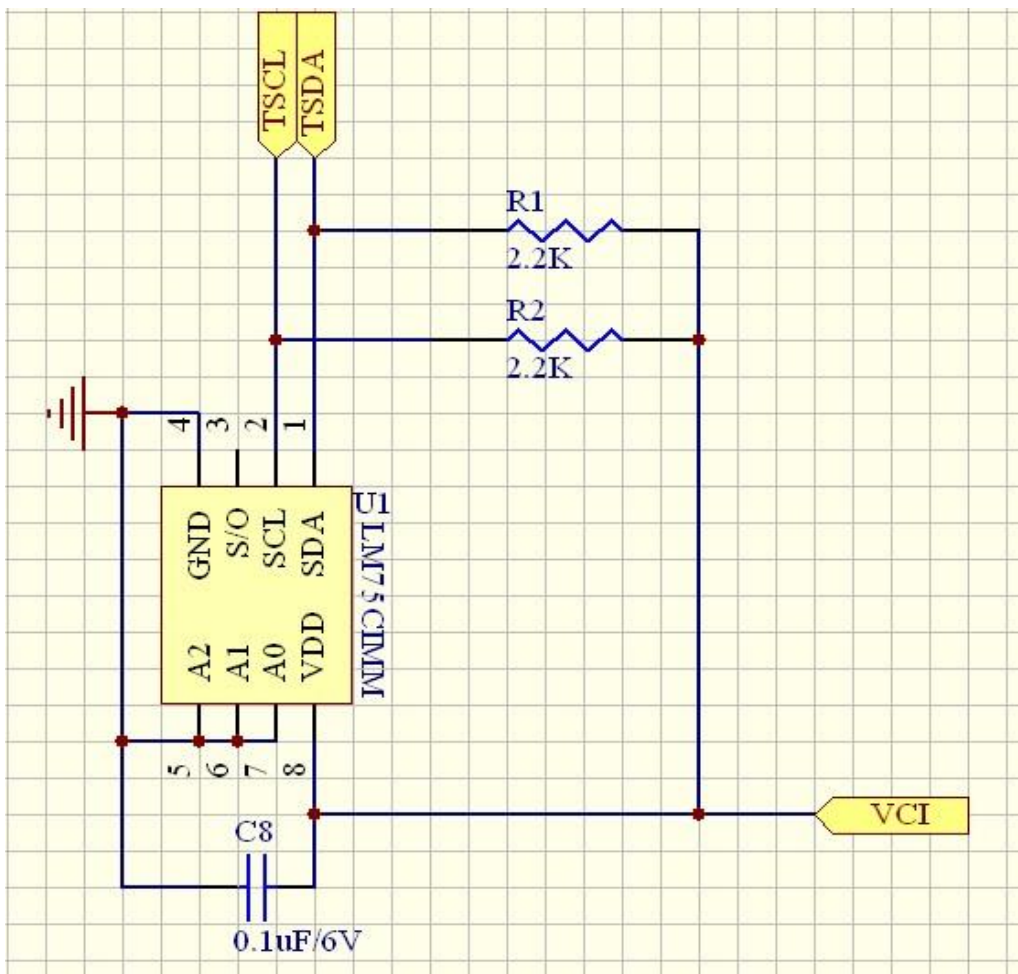 TSCL
TSDA
R1
2.2K
R2
2.2K
4
3
2
1
U1
LM75CIMM
GND
S/O
SCL
SDA
A2
A1
A0
VDD
5
6
7
8
C8
0.1uF/6V
VCI